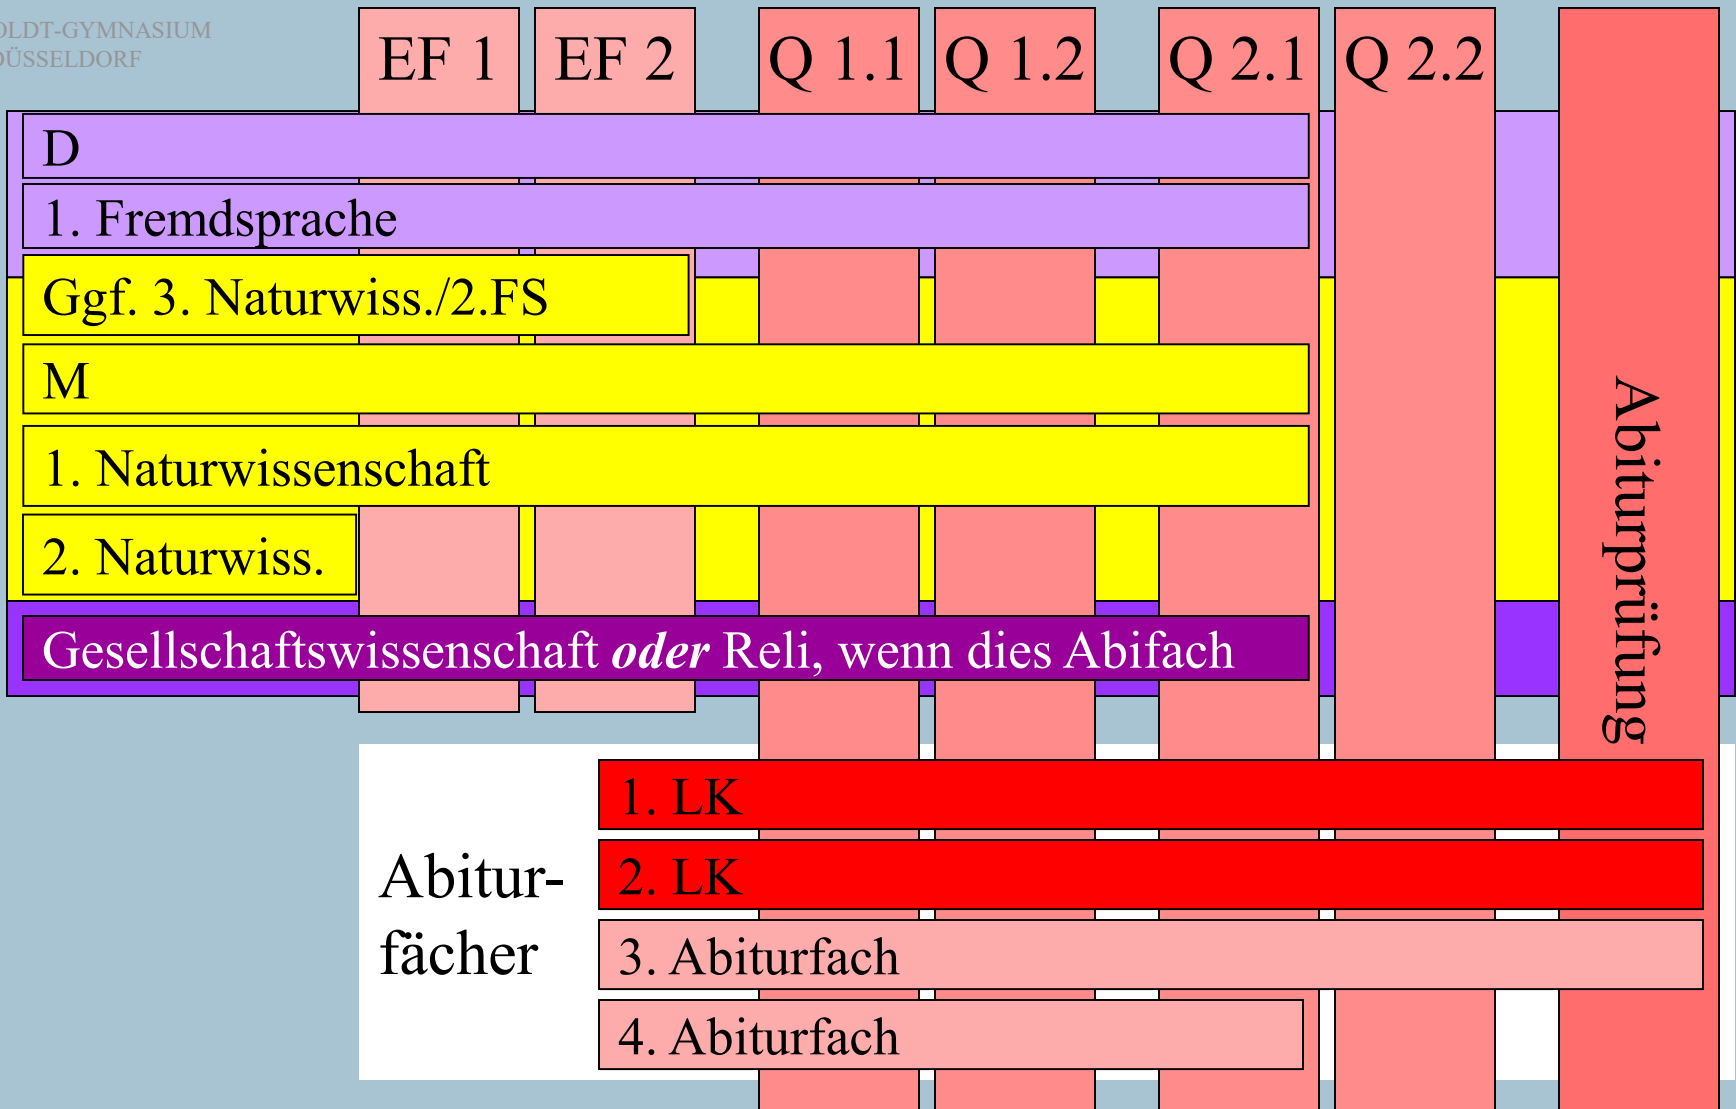 OLDT-GYMNASIUM
DÜSSELDORF
EF 1 EF 2 Q 1.1 Q 1.2 Q 2.1 Q 2.2
D
1. Fremdsprache
Ggf. 3. Naturwiss./2.FS
M
1. Naturwissenschaft
2. Naturwiss.
Gesellschaftswissenschaft oder Reli, wenn dies Abifach
Abiturprüfung
Abitur-
fächer
1. LK
2. LK
3. Abiturfach
4. Abiturfach